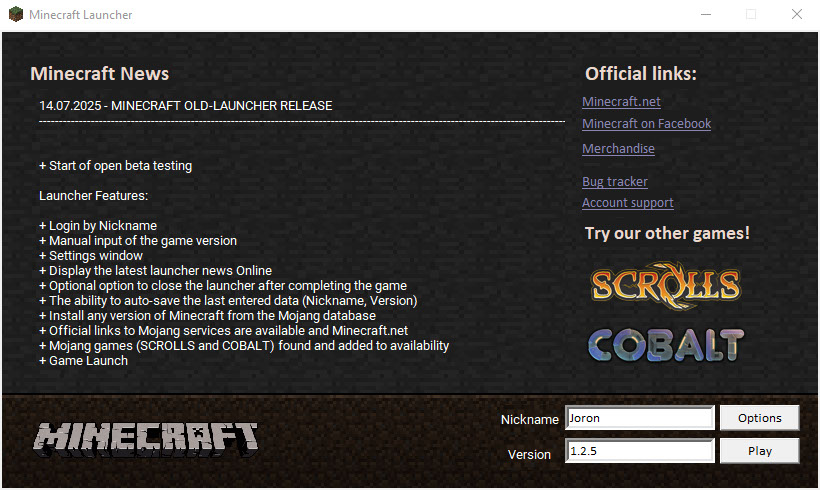 Minecraft Launcher
Minecraft News
14.07.2025 - MINECRAFT OLD-LAUNCHER RELEASE
+ Start of open beta testing
Launcher Features:
+ Login by Nickname
+ Manual input of the game version
+ Settings window
+ Display the latest launcher news Online
+ Optional option to close the launcher after completing the game
+ The ability to auto-save the last entered data (Nickname, Version)
+ Install any version of Minecraft from the Mojang database
+ Official links to Mojang services are available and Minecraft.net
+ Mojang games (SCROLLS and COBALT) found and added to availability
+ Game Launch
Official links:
Minecraft.net
Minecraft on Facebook
Merchandise
Bug tracker
Account support
Try our other games!
SCROLLS
COBALT
MINECRAFT
Nickname Joron Options
Version 1.2.5 Play